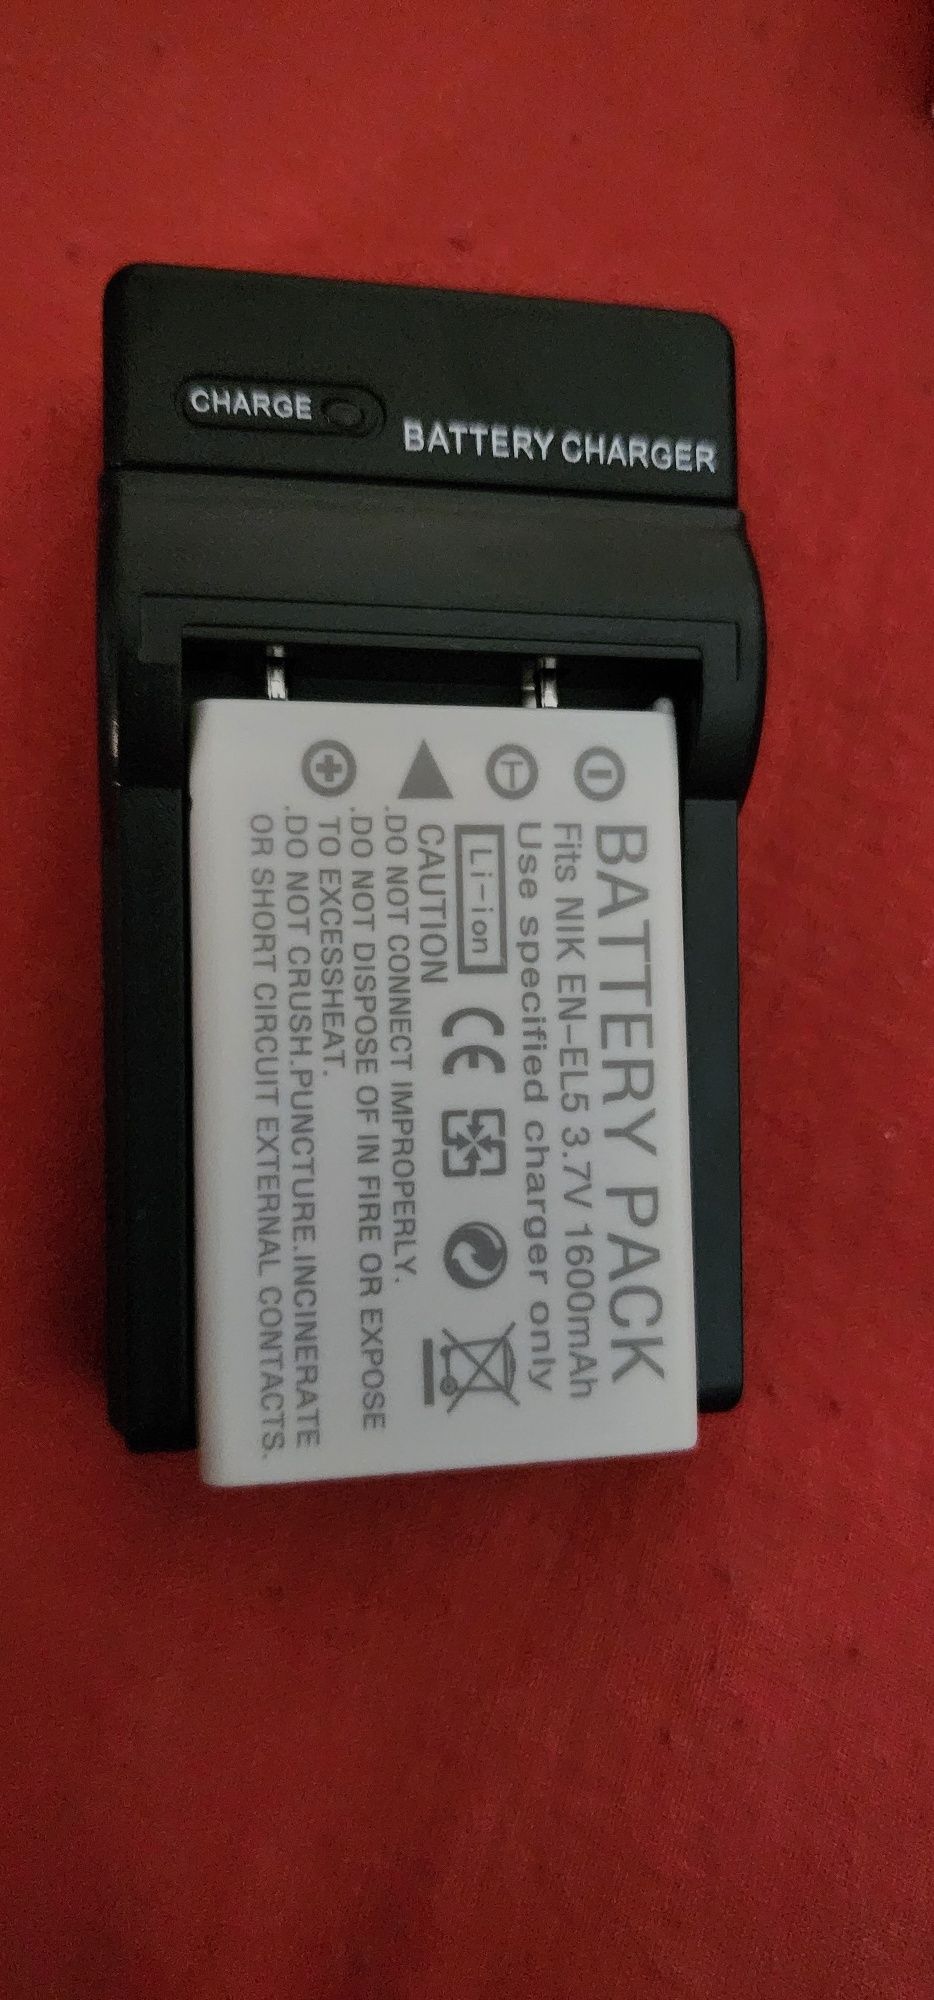 CHARGE
BATTERY CHARGER
BATTERY PACK
Fits NIK EN-EL5 3.7V 1600mAh
Use specified charger only
Li-ion CE
CAUTION
.DO NOT CONNECT IMPROPERLY.
.DO NOT DISPOSE OF IN FIRE OR EXPOSE
TO EXCESSHEAT.
.DO NOT CRUSH.PUNCTURE.INCINERATE
OR SHORT CIRCUIT EXTERNAL CONTACTS.